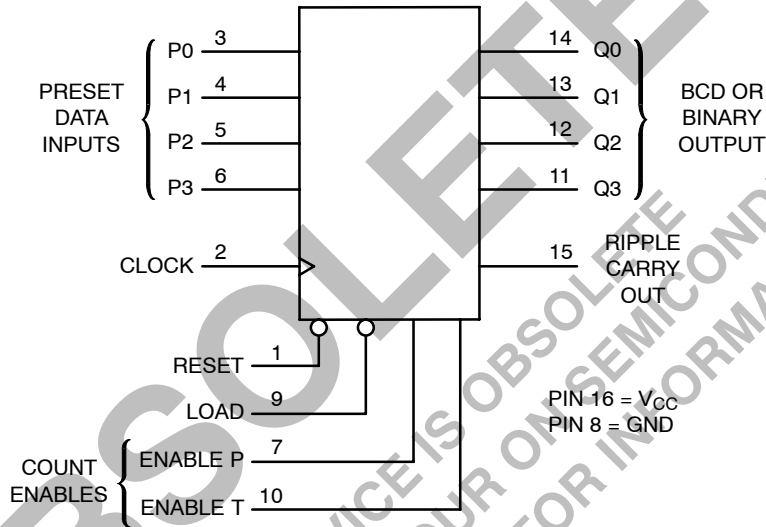 P0 3
P1 4
P2 5
P3 6
PRESET
DATA
INPUTS
CLOCK 2
14 Q0
13 Q1
12 Q2
11 Q3
BCD OR
BINARY
OUTPUT
15 RIPPLE
CARRY
OUT
RESET 1
LOAD 9
ENABLE P 7
ENABLE T 10
COUNT
ENABLES
PIN 16 = VCC
PIN 8 = GND